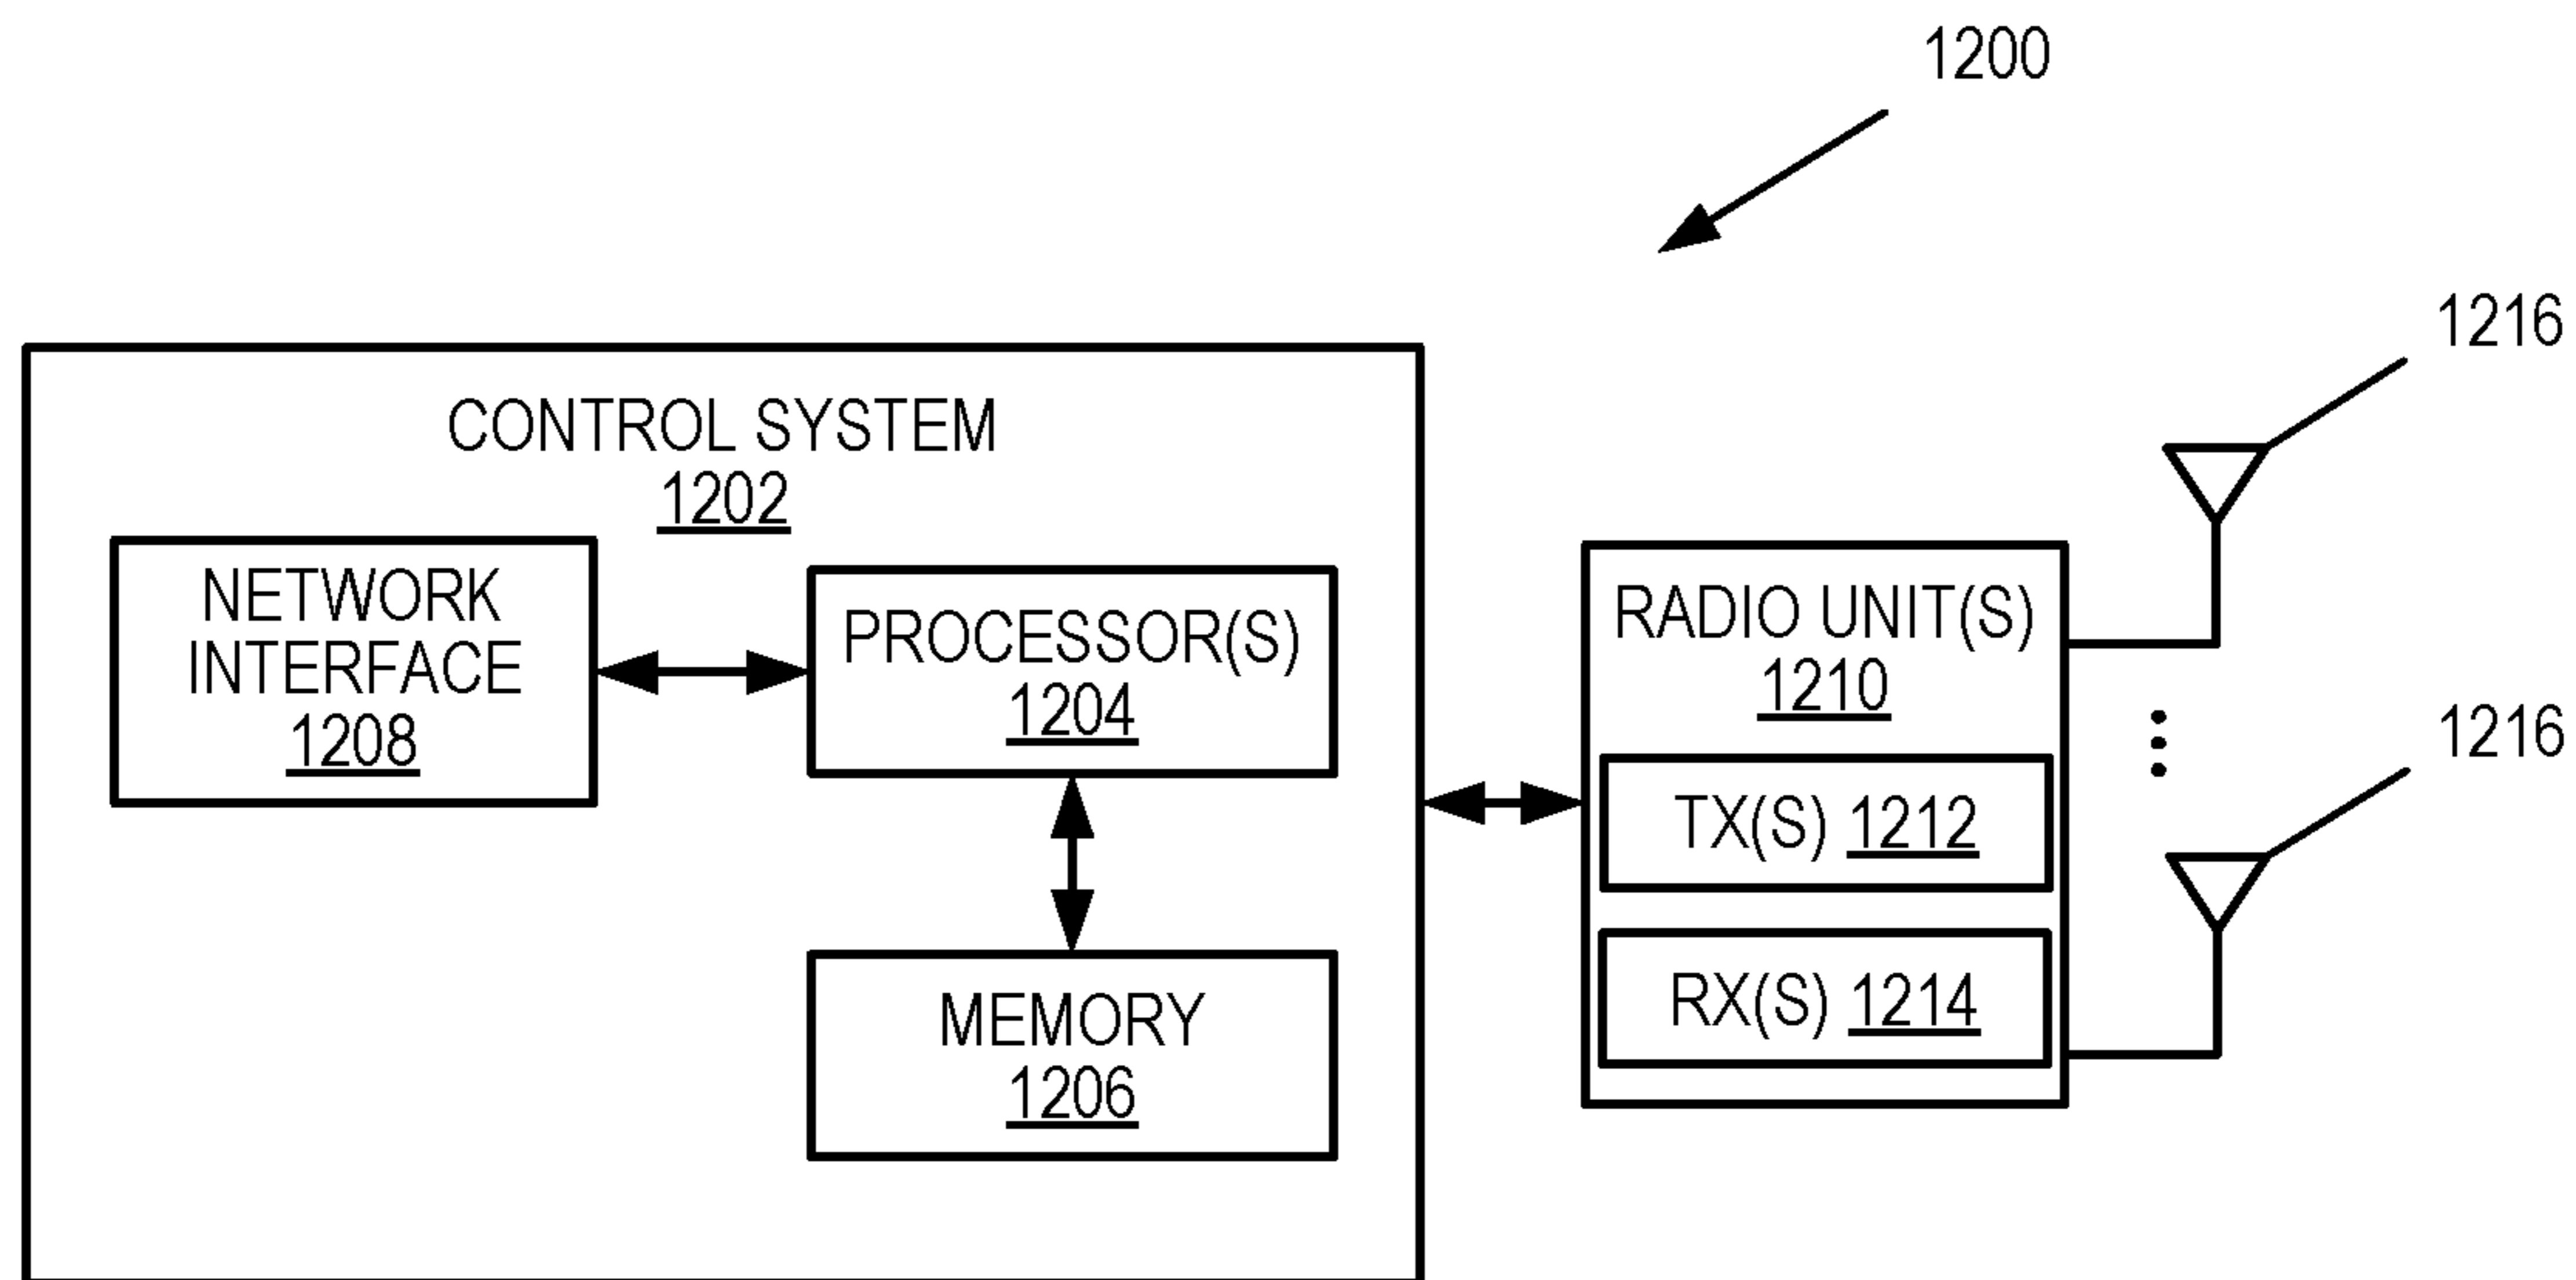 1200
1216
CONTROL SYSTEM
1202
NETWORK
INTERFACE
1208
PROCESSOR(S)
1204
MEMORY
1206
RADIO UNIT(S)
1210
TX(S) 1212
RX(S) 1214
1216